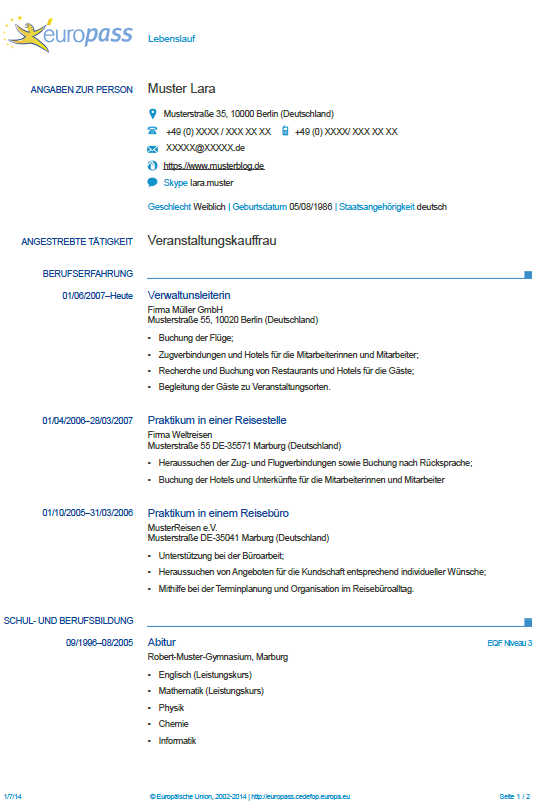 europass
Lebenslauf
ANGABEN ZUR PERSON Muster Lara
Musterstraße 35, 10000 Berlin (Deutschland)
+49 (0) XXXX / XXX XX XX +49 (0) XXXX/ XXX XX XX
XXXXX@XXXXX.de
https://www.musterblog.de
Skype lara.muster
Geschlecht Weiblich | Geburtsdatum 05/08/1986 | Staatsangehörigkeit deutsch
ANGESTREBTE TÄTIGKEIT Veranstaltungskauffrau
BERUFSERFAHRUNG
01/06/2007–Heute Verwaltunsleiterin
Firma Müller GmbH
Musterstraße 55, 10020 Berlin (Deutschland)
▪ Buchung der Flüge;
▪ Zugverbindungen und Hotels für die Mitarbeiterinnen und Mitarbeiter;
▪ Recherche und Buchung von Restaurants und Hotels für die Gäste;
▪ Begleitung der Gäste zu Veranstaltungsorten.
01/04/2006–28/03/2007 Praktikum in einer Reisestelle
Firma Weltreisen
Musterstraße 55 DE-35571 Marburg (Deutschland)
▪ Heraussuchen der Zug- und Flugverbindungen sowie Buchung nach Rücksprache;
▪ Buchung der Hotels und Unterkünfte für die Mitarbeiterinnen und Mitarbeiter
01/10/2005–31/03/2006 Praktikum in einem Reisebüro
MusterReisen e.V.
Musterstraße DE-35041 Marburg (Deutschland)
▪ Unterstützung bei der Büroarbeit;
▪ Heraussuchen von Angeboten für die Kundschaft entsprechend individueller Wünsche;
▪ Mithilfe bei der Terminplanung und Organisation im Reisebüroalltag.
SCHUL- UND BERUFSBILDUNG
09/1996–08/2005 Abitur EQF Niveau 3
Robert-Muster-Gymnasium, Marburg
▪ Englisch (Leistungskurs)
▪ Mathematik (Leistungskurs)
▪ Physik
▪ Chemie
▪ Informatik
1/7/14 © Europäische Union, 2002-2014 | http://europass.cedefop.europa.eu Seite 1 / 2